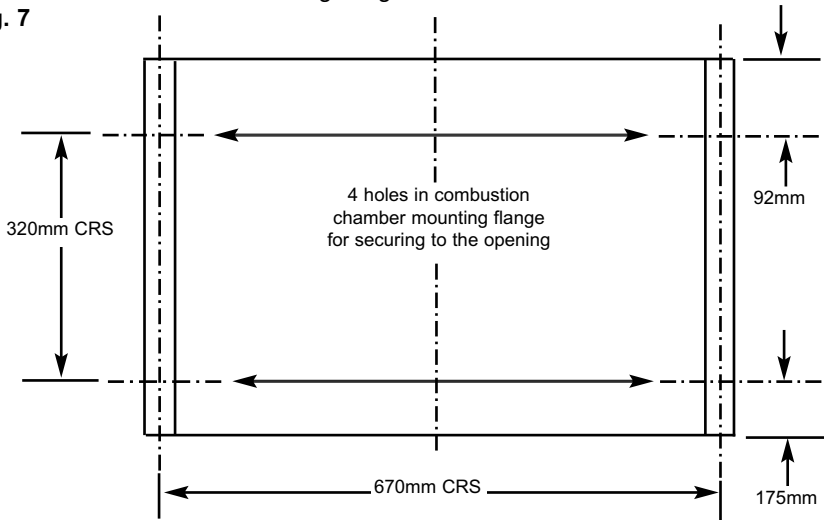 g. 7
4 holes in combustion
chamber mounting flange
for securing to the opening
320mm CRS
92mm
670mm CRS
175mm